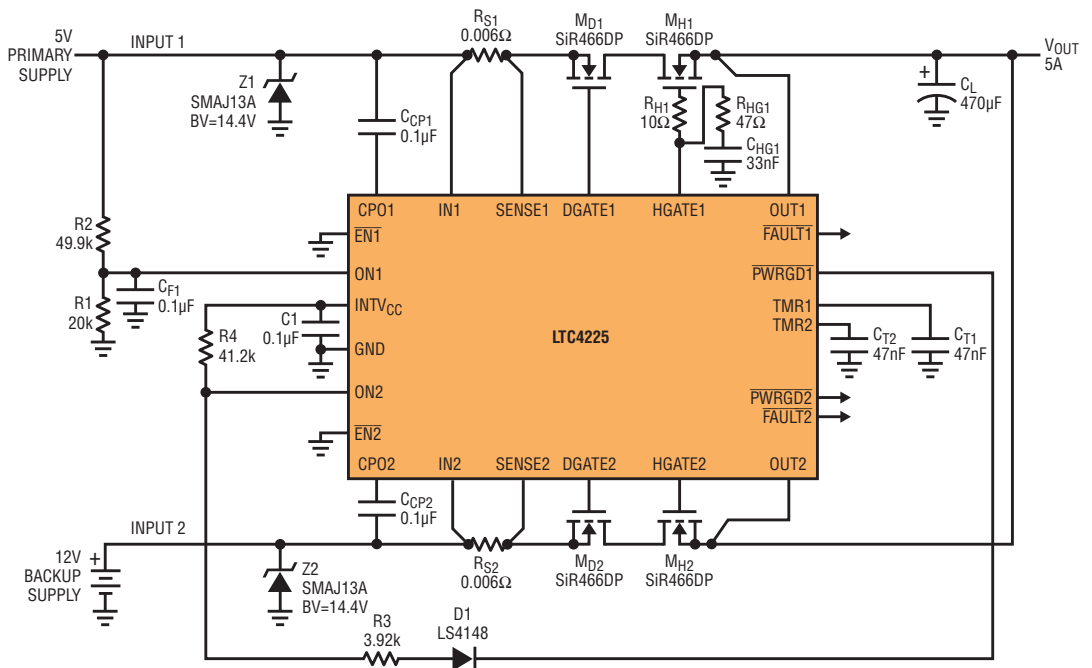 5V
PRIMARY
SUPPLY
INPUT 1
Z1
SMAJ13A
BV=14.4V
CCP1
0.1µF
RS1
0.006Ω
MD1
SiR466DP
MH1
SiR466DP
RH1
10Ω
RHG1
47Ω
CHG1
33nF
+
CL
470µF
VOUT
5A
R2
49.9k
R1
20k
CF1
0.1µF
R4
41.2k
C1
0.1µF
CPO1
IN1
SENSE1
DGATE1
HGATE1
OUT1
EN1
ON1
INTVCC
GND
ON2
EN2
LTC4225
FAULT1
PWRGD1
TMR1
TMR2
PWRGD2
FAULT2
CT2
47nF
CT1
47nF
CPO2
IN2
SENSE2
DGATE2
HGATE2
OUT2
CCP2
0.1µF
INPUT 2
12V
BACKUP
SUPPLY
+
Z2
SMAJ13A
BV=14.4V
RS2
0.006Ω
MD2
SiR466DP
MH2
SiR466DP
R3
3.92k
D1
LS4148